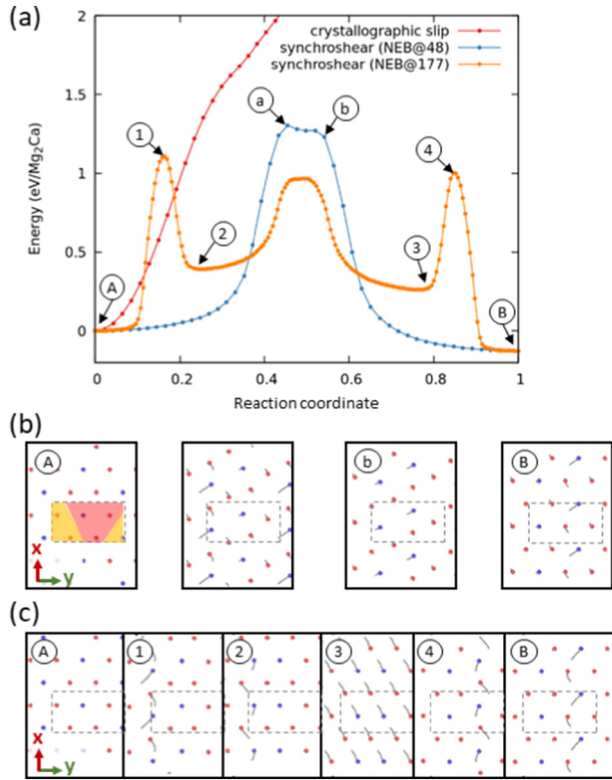 (a)
2
crystallographic slip
synchroshear (NEB@48)
synchroshear (NEB@177)
1.5
1
0.5
0
Energy (eV/Mg₂Ca)
A
1
2
a
b
3
4
B
0
0.2
0.4
0.6
0.8
1
Reaction coordinate
(b)
A
b
B
x
y
(c)
A
1
2
3
4
B
x
y